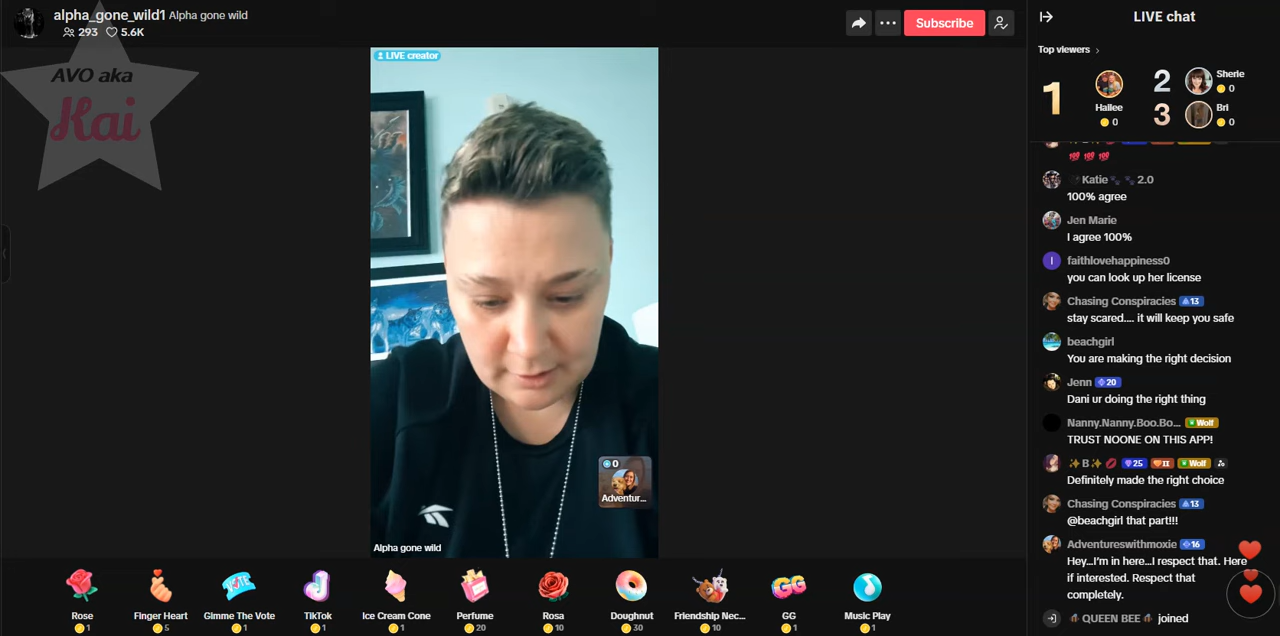 alpha_gone_wild1 Alpha gone wild
293 5.6K
Subscribe
AVO aka
Kai
LIVE creator
0
Adventur...
Alpha gone wild
Rose
1
Finger Heart
5
Gimme The Vote
1
TikTok
1
Ice Cream Cone
1
Perfume
20
Rosa
10
Doughnut
30
Friendship Nec...
10
GG
1
Music Play
1
LIVE chat
Top viewers
1
Hailee
0
2
Sherie
0
3
Bri
0
💯 💯 💯
Katie🐾 🐾 2.0
100% agree
Jen Marie
I agree 100%
faithlovehappiness0
you can look up her license
Chasing Conspiracies 13
stay scared.... it will keep you safe
beachgirl
You are making the right decision
Jenn 20
Dani ur doing the right thing
Nanny.Nanny.Boo.Bo... Wolf
TRUST NOONE ON THIS APP!
✨B✨💋 25 II Wolf
Definitely made the right choice
Chasing Conspiracies 13
@beachgirl that part!!!
Adventureswithmoxie 16
Hey...I'm in here...I respect that. Here
if interested. Respect that
completely.
🐝 QUEEN BEE 🐝 joined